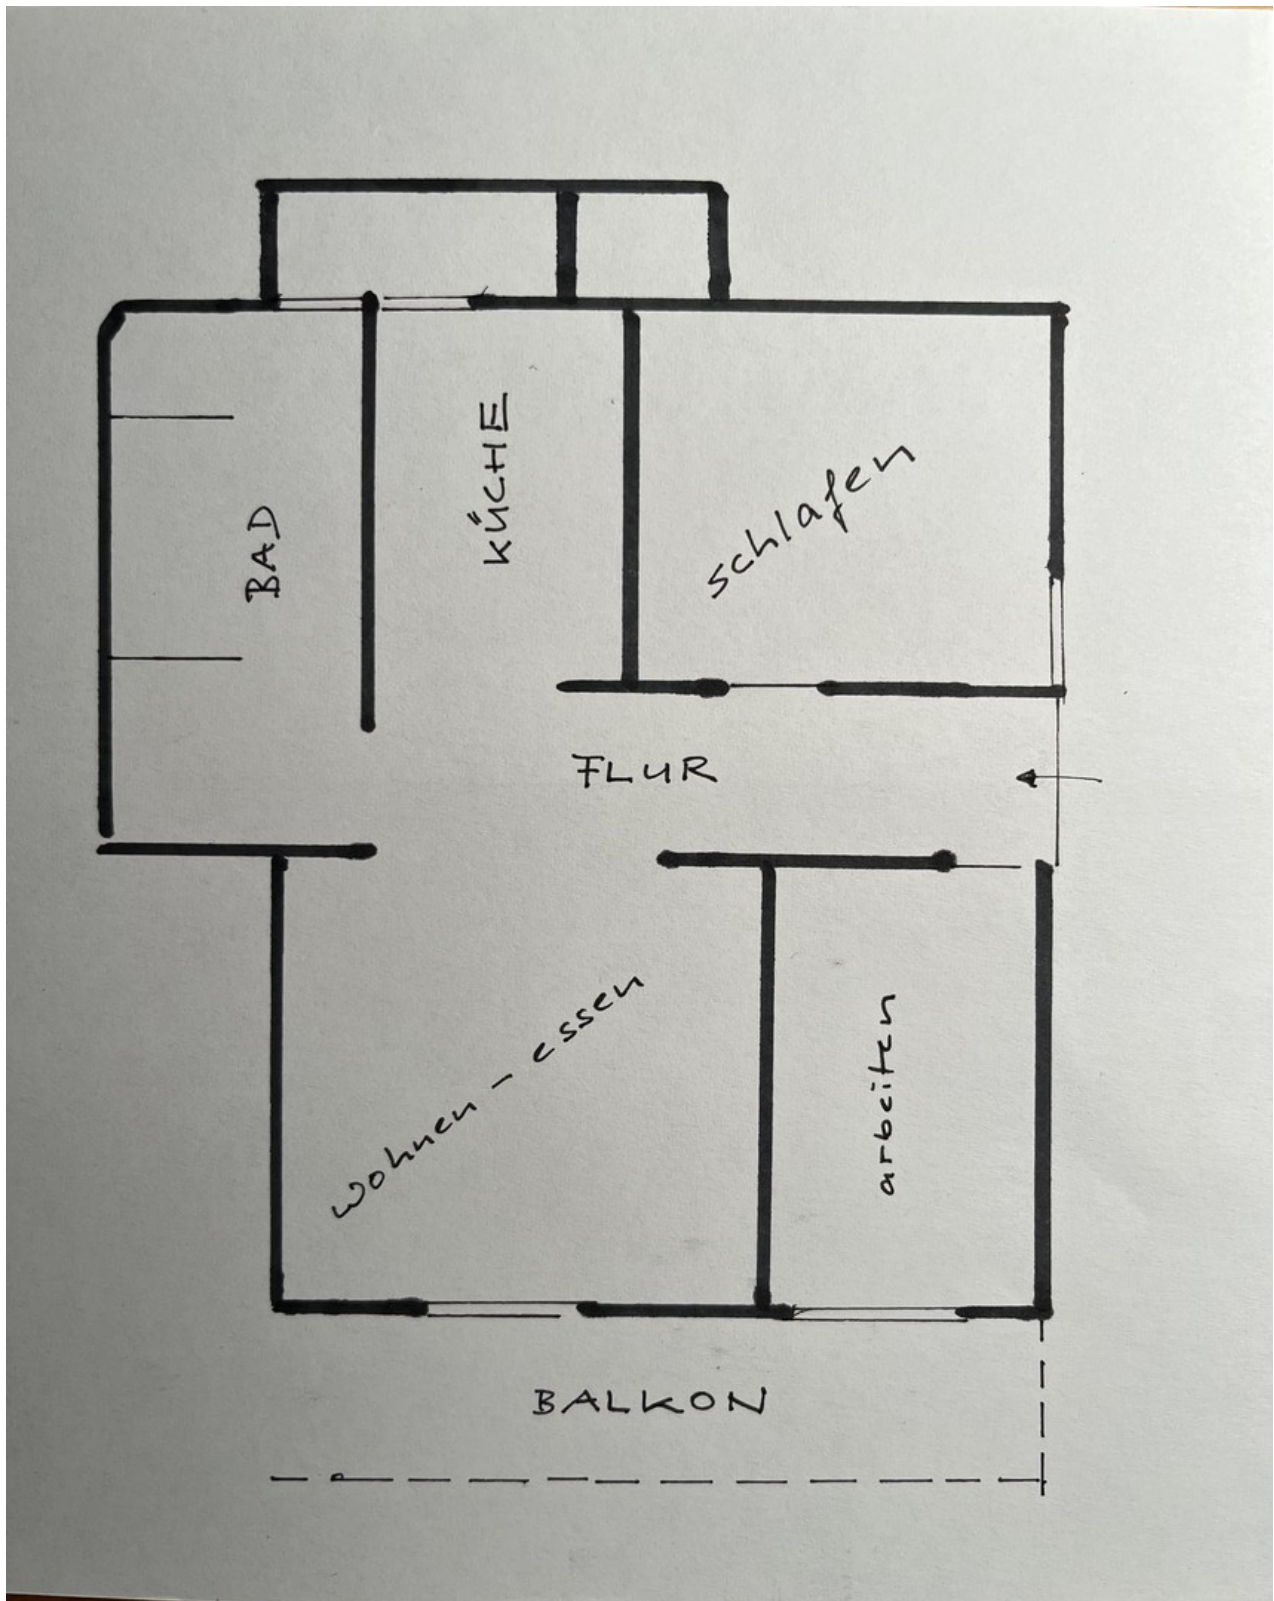 BAD
KÜCHE
schlafen
FLUR
wohnen - essen
arbeiten
BALKON